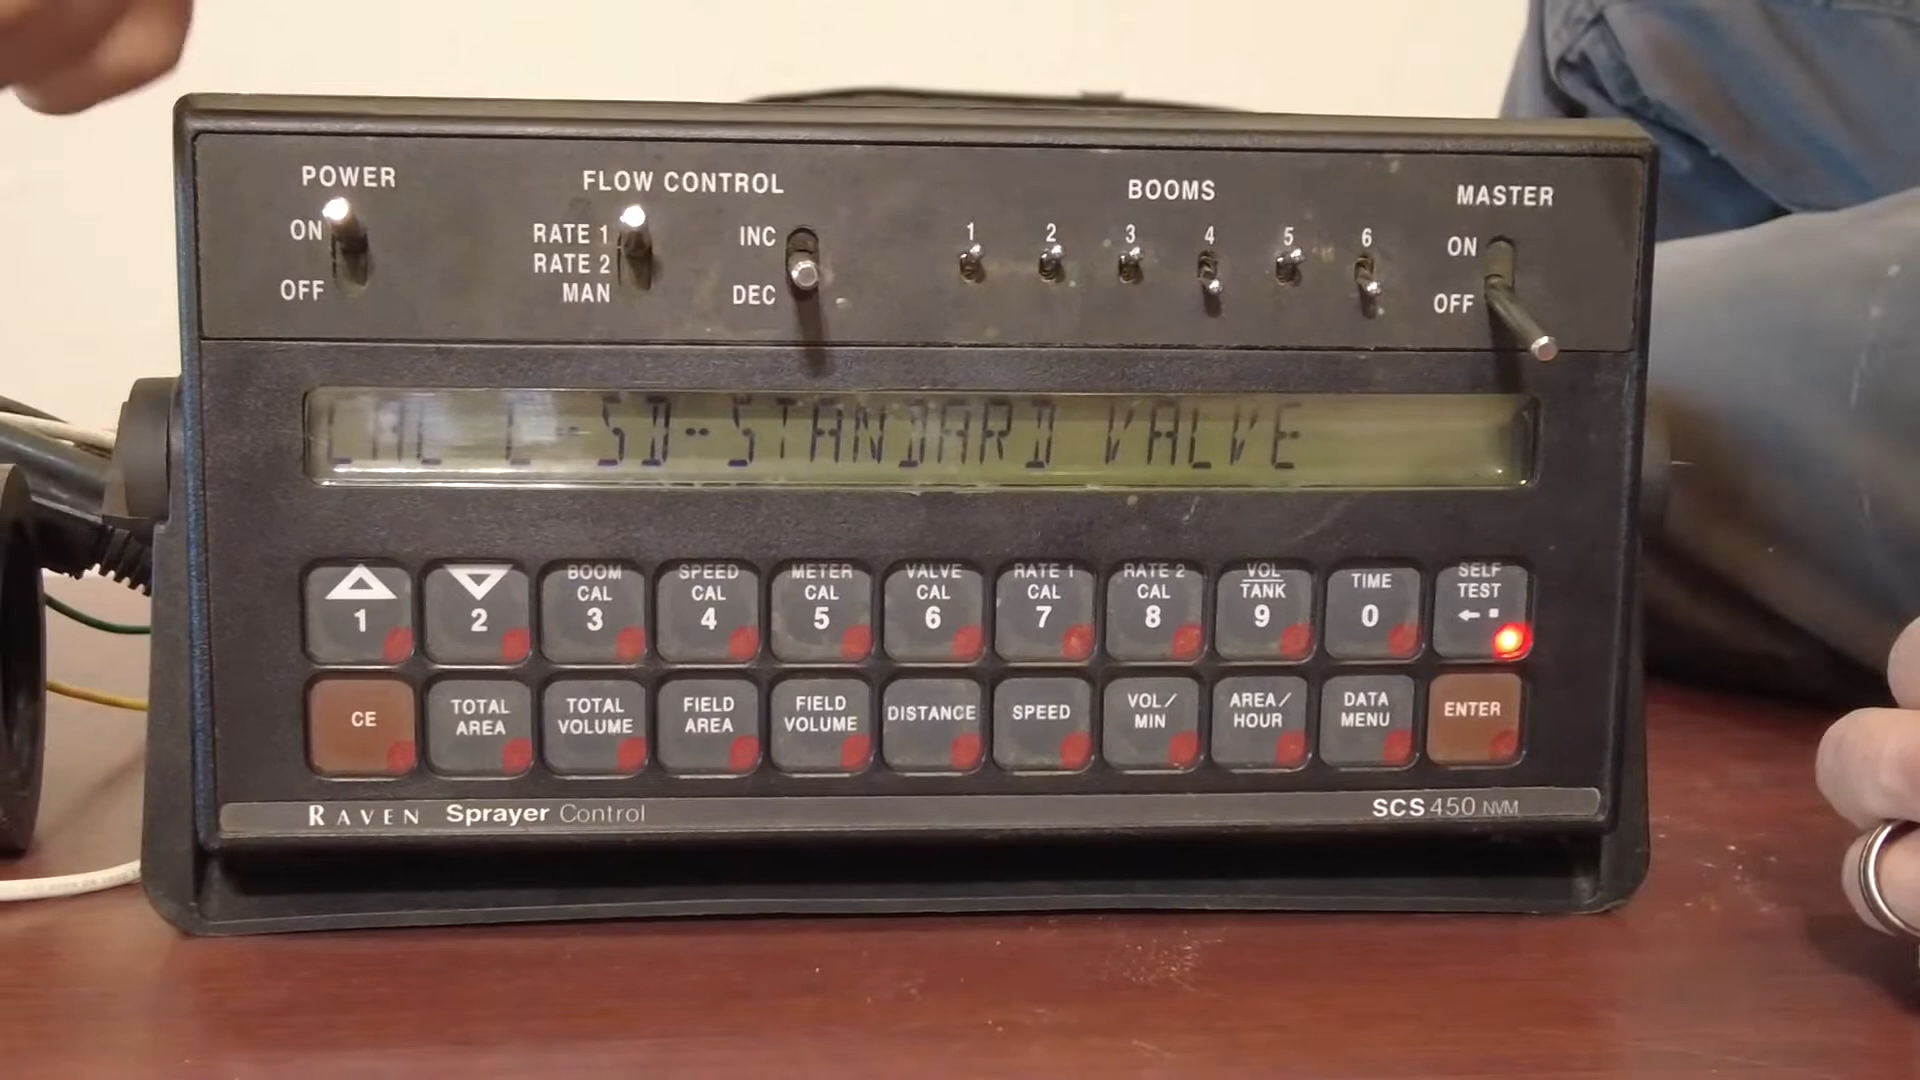 POWER
ON
OFF
FLOW CONTROL
RATE 1
RATE 2
MAN
INC
DEC
BOOMS
1 2 3 4 5 6
MASTER
ON
OFF
SD--STANDARD VALVE
1
2
BOOM CAL 3
SPEED CAL 4
METER CAL 5
VALVE CAL 6
RATE 1 CAL 7
RATE 2 CAL 8
VOL TANK 9
TIME 0
SELF TEST
CE
TOTAL AREA
TOTAL VOLUME
FIELD AREA
FIELD VOLUME
DISTANCE
SPEED
VOL/ MIN
AREA/ HOUR
DATA MENU
ENTER
RAVEN Sprayer Control
SCS 450 NVM